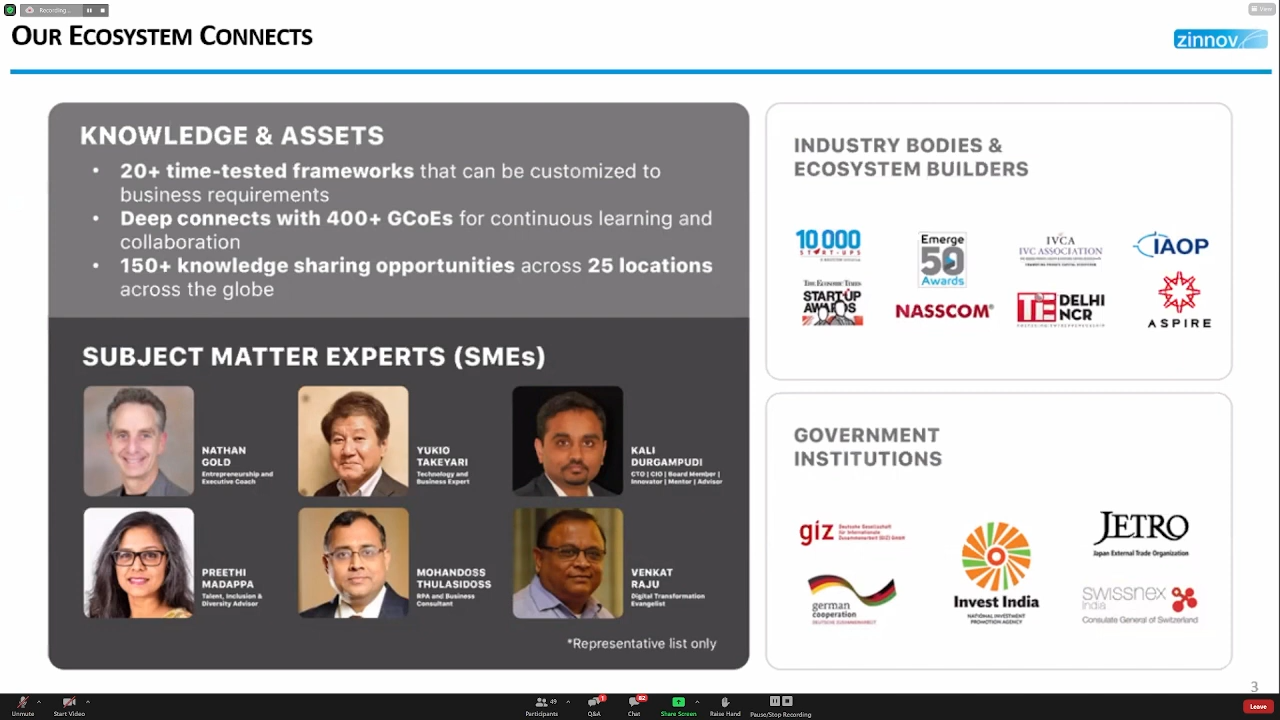 Recording...
View
OUR ECOSYSTEM CONNECTS
zinnov
KNOWLEDGE & ASSETS
• 20+ time-tested frameworks that can be customized to
business requirements
• Deep connects with 400+ GCoEs for continuous learning and
collaboration
• 150+ knowledge sharing opportunities across 25 locations
across the globe
SUBJECT MATTER EXPERTS (SMEs)
NATHAN
GOLD
Entrepreneurship and
Executive Coach
YUKIO
TAKEYARI
Technology and
Business Expert
KALI
DURGAMPUDI
CTO | CIO | Board Member |
Innovator | Mentor | Advisor
PREETHI
MADAPPA
Talent, Inclusion &
Diversity Advisor
MOHANDOSS
THULASIDOSS
RPA and Business
Consultant
VENKAT
RAJU
Digital Transformation
Evangelist
*Representative list only
INDUSTRY BODIES &
ECOSYSTEM BUILDERS
10 000
START-UPS
Emerge
50
Awards
IVCA
IVC ASSOCIATION
IAOP
THE ECONOMIC TIMES
STARTUP
AWARDS
NASSCOM®
TiE DELHI
NCR
ASPIRE
GOVERNMENT
INSTITUTIONS
giz Deutsche Gesellschaft
für Internationale
Zusammenarbeit (GIZ) GmbH
german
cooperation
DEUTSCHE ZUSAMMENARBEIT
Invest India
NATIONAL INVESTMENT
PROMOTION AGENCY
JETRO
Japan External Trade Organization
swissnex
India
Consulate General of Switzerland
3
Unmute
Start Video
49
Participants
1
Q&A
Chat
Share Screen
Raise Hand
Pause/Stop Recording
Leave